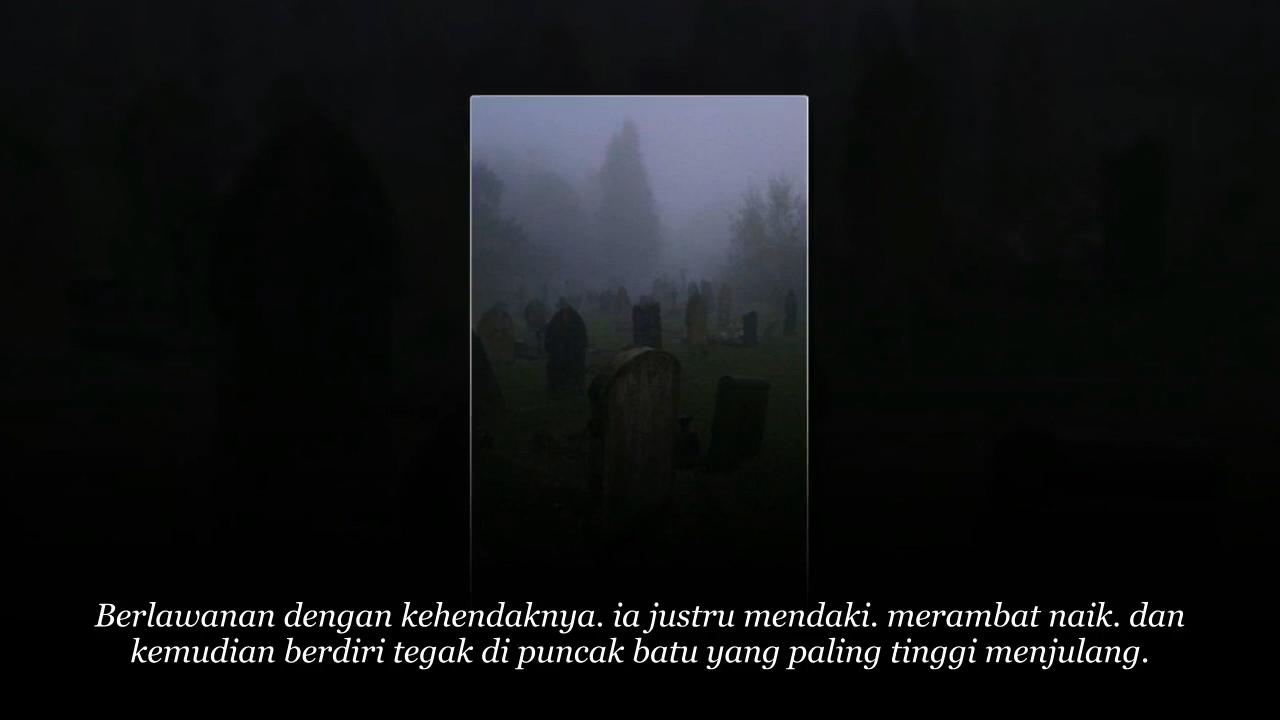 Berlawanan dengan kehendaknya. ia justru mendaki. merambat naik. dan
kemudian berdiri tegak di puncak batu yang paling tinggi menjulang.